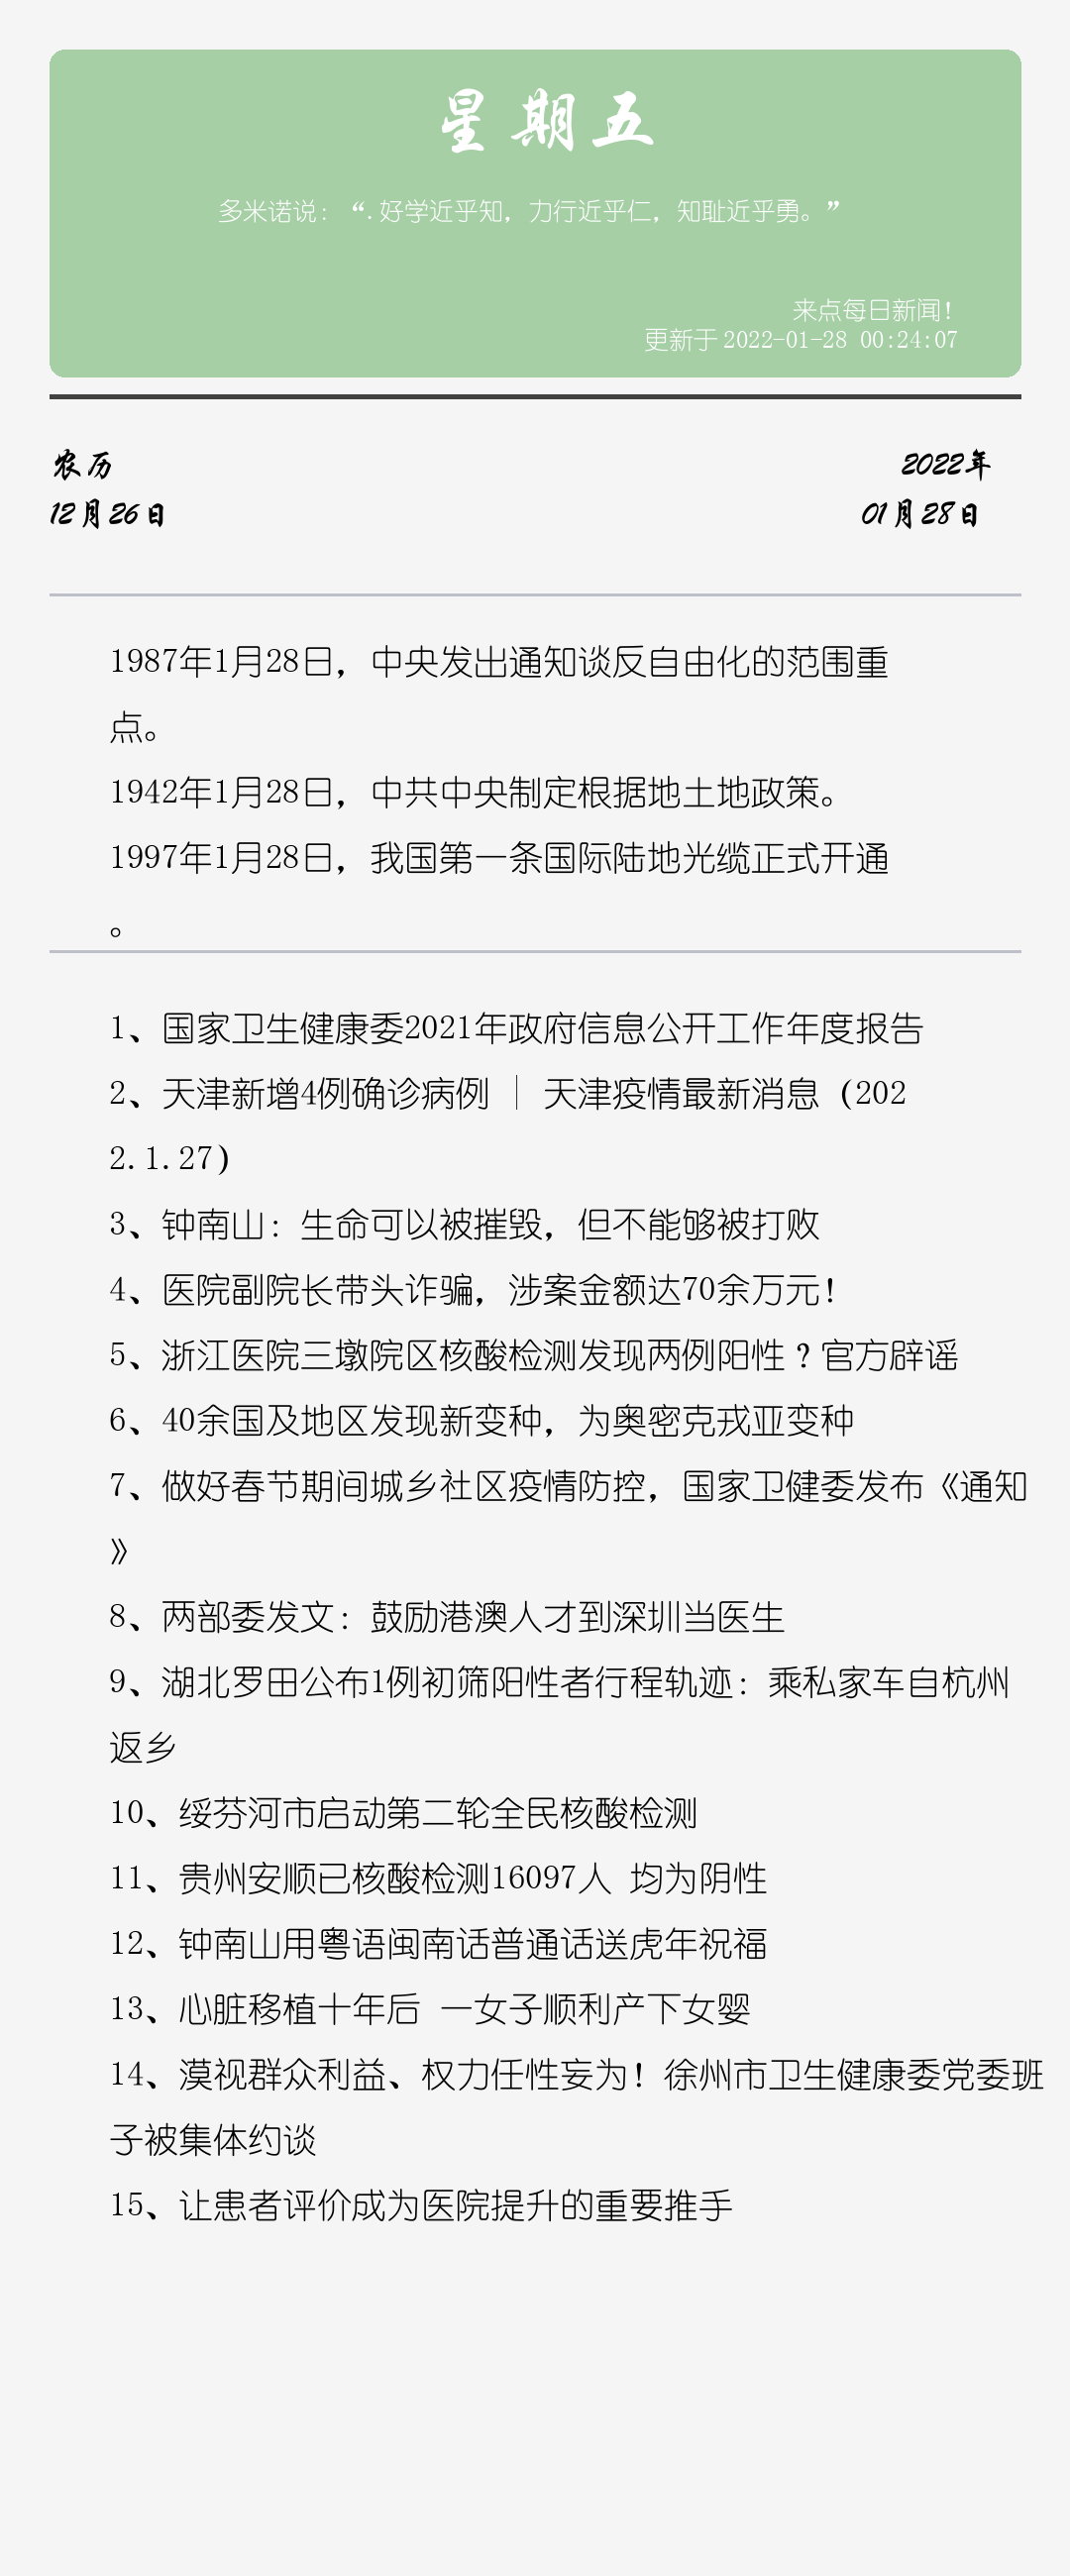 星期五
多米诺说：“.好学近乎知，力行近乎仁，知耻近乎勇。”
来点每日新闻！
更新于2022-01-28 00:24:07
农历
12月26日
2022年
01月28日
1987年1月28日，中央发出通知谈反自由化的范围重
点。
1942年1月28日，中共中央制定根据地土地政策。
1997年1月28日，我国第一条国际陆地光缆正式开通
。
1、国家卫生健康委2021年政府信息公开工作年度报告
2、天津新增4例确诊病例 │ 天津疫情最新消息（202
2.1.27）
3、钟南山：生命可以被摧毁，但不能够被打败
4、医院副院长带头诈骗，涉案金额达70余万元！
5、浙江医院三墩院区核酸检测发现两例阳性？官方辟谣
6、40余国及地区发现新变种，为奥密克戎亚变种
7、做好春节期间城乡社区疫情防控，国家卫健委发布《通知
》
8、两部委发文：鼓励港澳人才到深圳当医生
9、湖北罗田公布1例初筛阳性者行程轨迹：乘私家车自杭州
返乡
10、绥芬河市启动第二轮全民核酸检测
11、贵州安顺已核酸检测16097人 均为阴性
12、钟南山用粤语闽南话普通话送虎年祝福
13、心脏移植十年后 一女子顺利产下女婴
14、漠视群众利益、权力任性妄为！徐州市卫生健康委党委班
子被集体约谈
15、让患者评价成为医院提升的重要推手